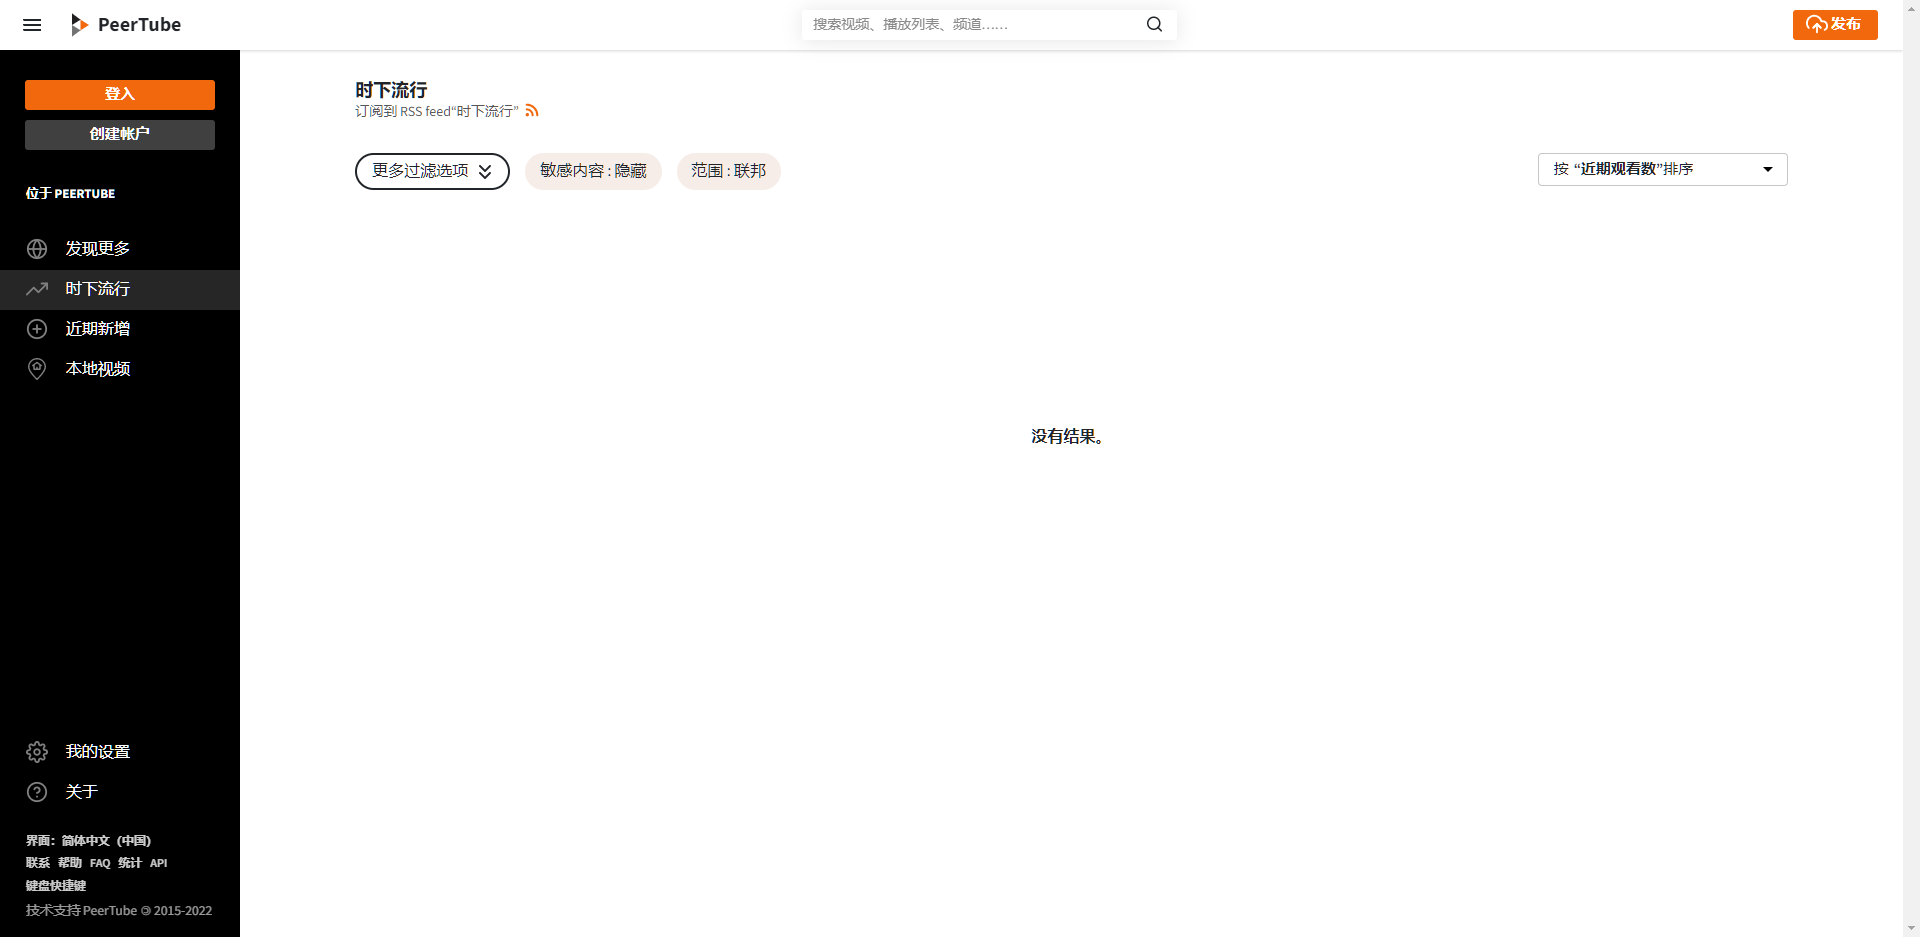 PeerTube
搜索视频、播放列表、频道……
发布
登入
创建帐户
位于 PEERTUBE
发现更多
时下流行
近期新增
本地视频
我的设置
关于
界面：简体中文（中国）
联系 帮助 FAQ 统计 API
键盘快捷键
技术支持 PeerTube © 2015-2022
时下流行
订阅到 RSS feed“时下流行”
更多过滤选项
敏感内容 : 隐藏
范围 : 联邦
按 “近期观看数”排序
没有结果。